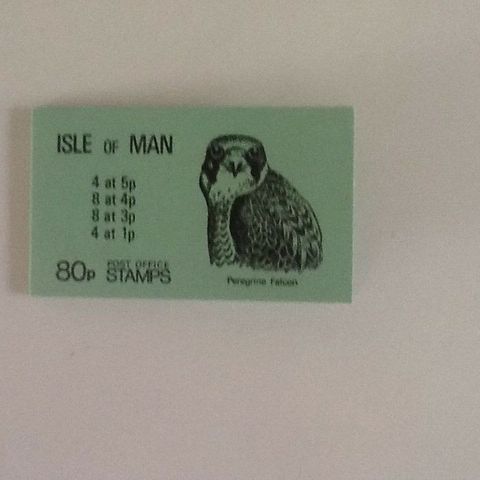 ISLE OF MAN
4 at 5p
8 at 4p
8 at 3p
4 at 1p
80p POST OFFICE STAMPS
Peregrine Falcon